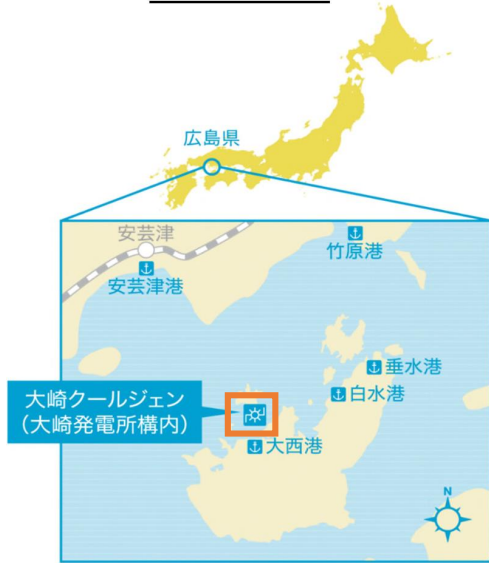 広島県
安芸津
安芸津港
竹原港
垂水港
白水港
大崎クールジェン
(大崎発電所構内)
大西港
N